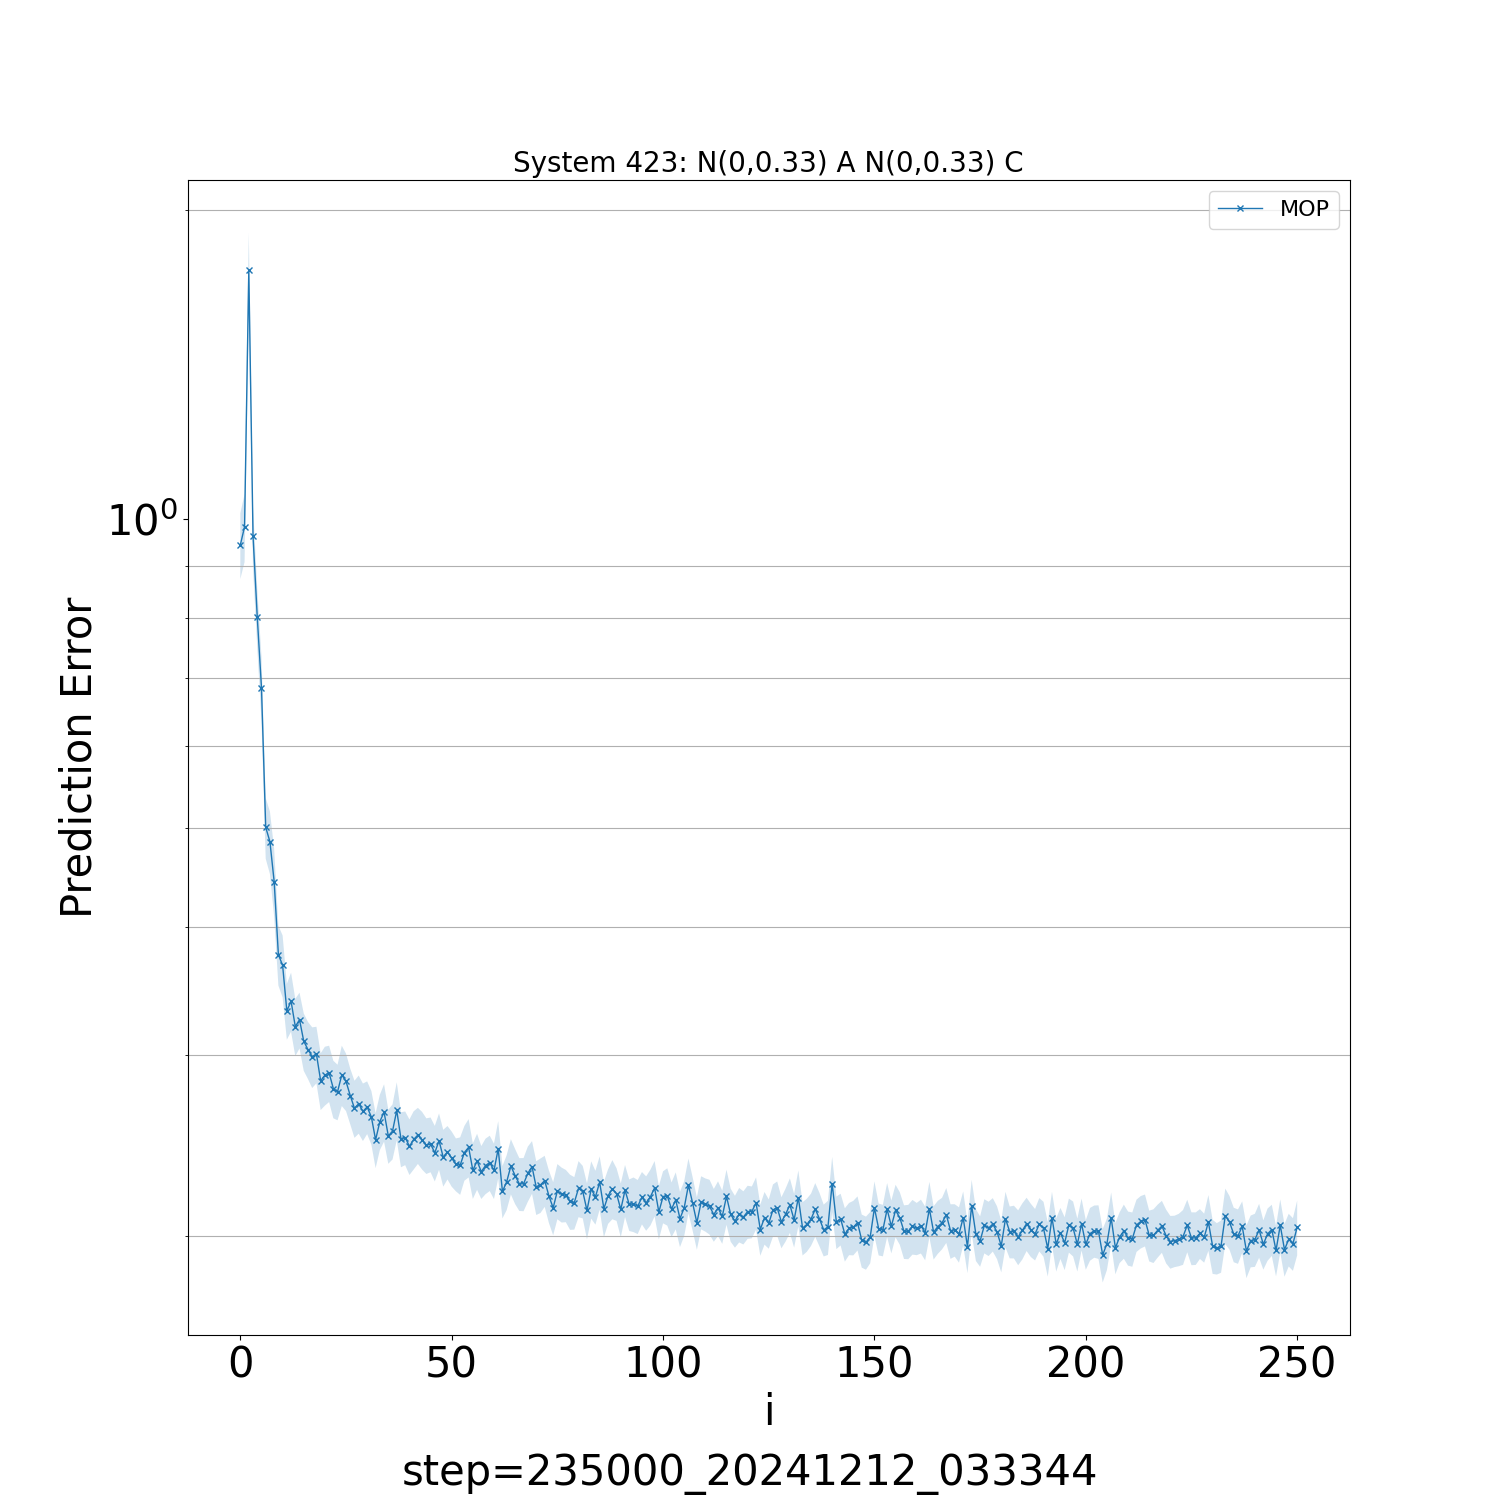 System 423: N(0,0.33) A N(0,0.33) C
MOP
10⁰
Prediction Error
0 50 100 150 200 250
i
step=235000_20241212_033344